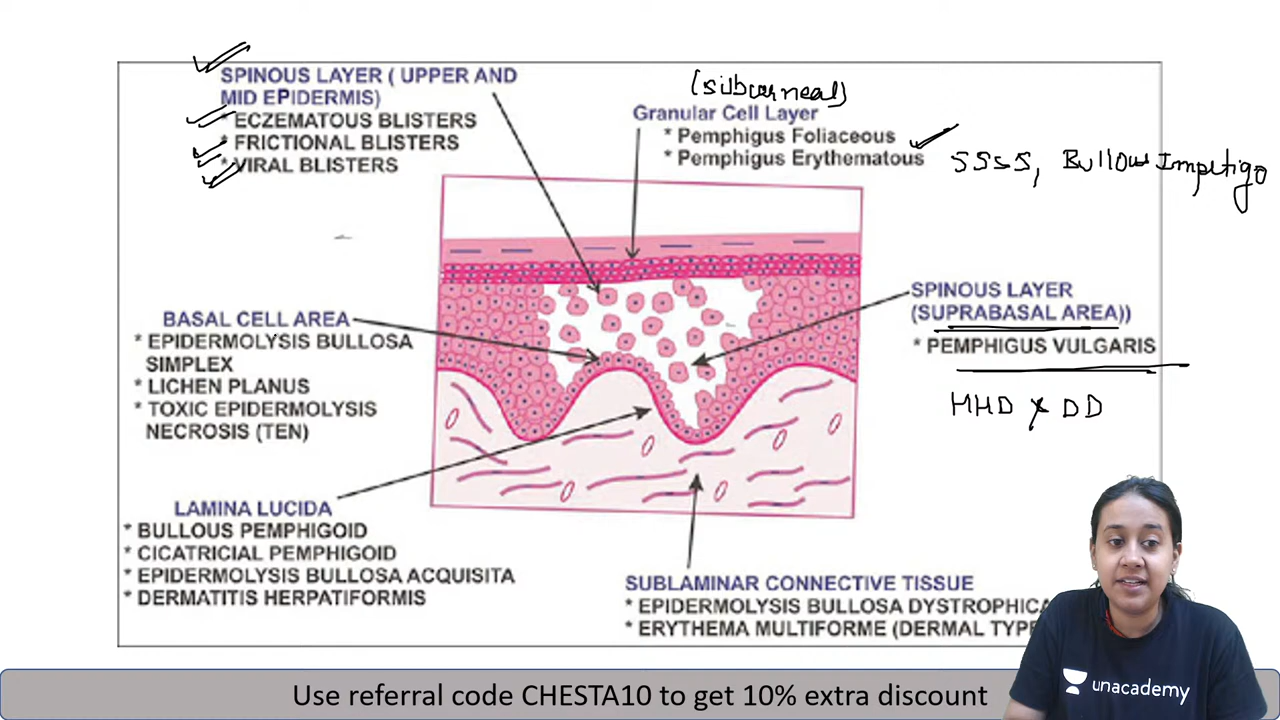 SPINOUS LAYER ( UPPER AND
MID EPIDERMIS)
* ECZEMATOUS BLISTERS
* FRICTIONAL BLISTERS
* VIRAL BLISTERS
(subcorneal)
Granular Cell Layer
* Pemphigus Foliaceous
* Pemphigus Erythematous
SSSS, Bullous Impetigo
SPINOUS LAYER
(SUPRABASAL AREA))
* PEMPHIGUS VULGARIS
HHD & DD
BASAL CELL AREA
* EPIDERMOLYSIS BULLOSA
SIMPLEX
* LICHEN PLANUS
* TOXIC EPIDERMOLYSIS
NECROSIS (TEN)
LAMINA LUCIDA
* BULLOUS PEMPHIGOID
* CICATRICIAL PEMPHIGOID
* EPIDERMOLYSIS BULLOSA ACQUISITA
* DERMATITIS HERPATIFORMIS
SUBLAMINAR CONNECTIVE TISSUE
* EPIDERMOLYSIS BULLOSA DYSTROPHICA
* ERYTHEMA MULTIFORME (DERMAL TYPE
unacademy
Use referral code CHESTA10 to get 10% extra discount